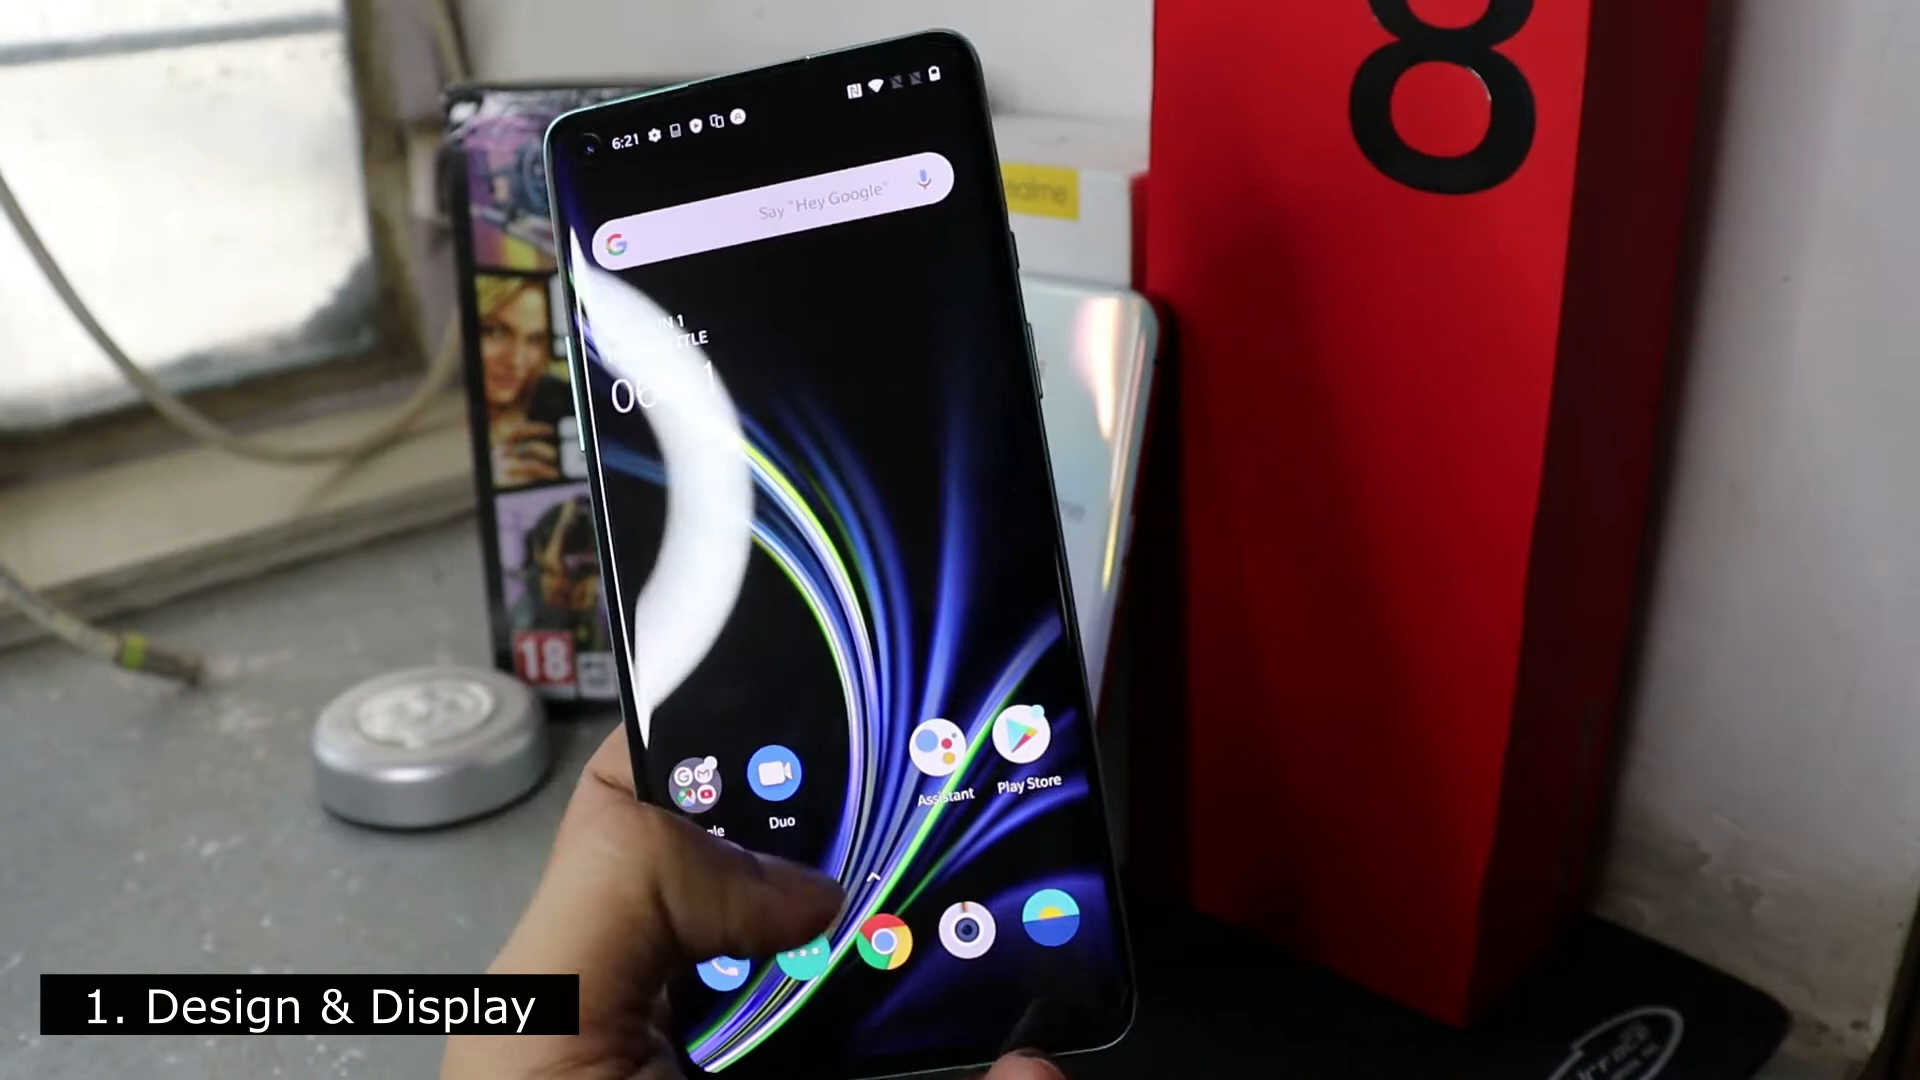 8
6:21
Say "Hey Google"
realme
18
Duo
Assistant
Play Store
1. Design & Display